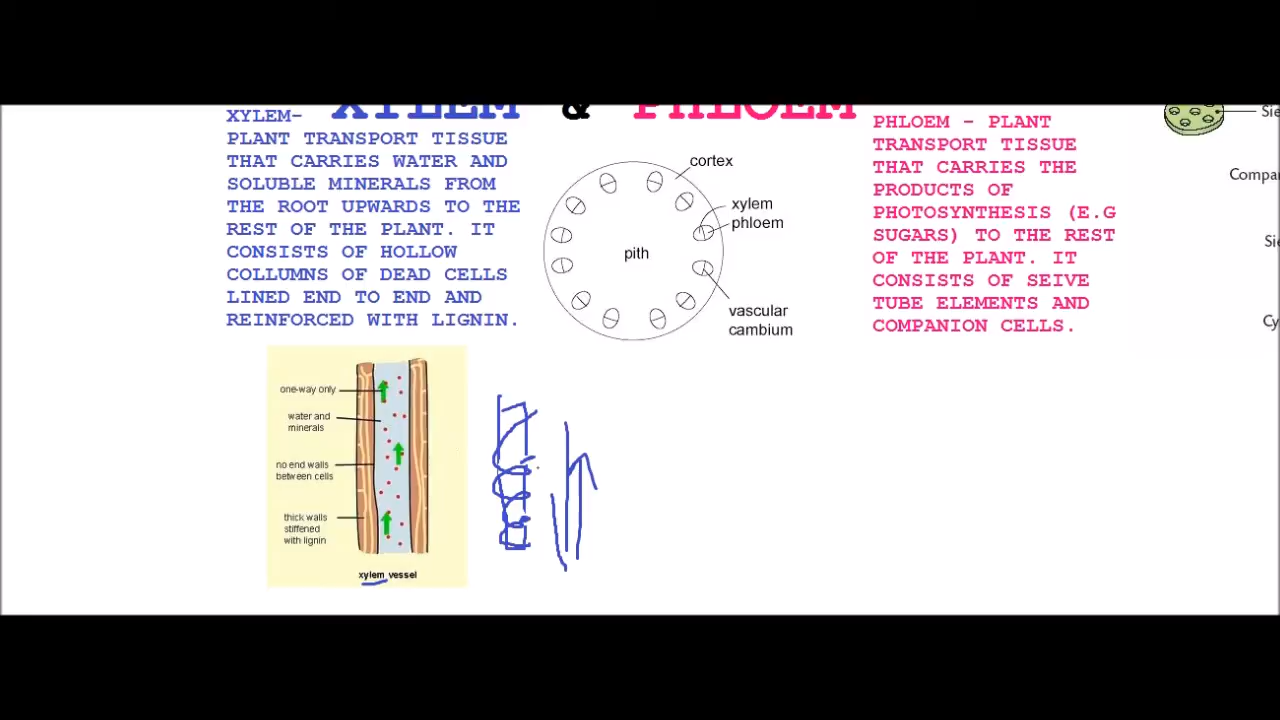 XYLEM & PHLOEM
XYLEM-
PLANT TRANSPORT TISSUE
THAT CARRIES WATER AND
SOLUBLE MINERALS FROM
THE ROOT UPWARDS TO THE
REST OF THE PLANT. IT
CONSISTS OF HOLLOW
COLLUMNS OF DEAD CELLS
LINED END TO END AND
REINFORCED WITH LIGNIN.
cortex
xylem
phloem
pith
vascular
cambium
PHLOEM - PLANT
TRANSPORT TISSUE
THAT CARRIES THE
PRODUCTS OF
PHOTOSYNTHESIS (E.G
SUGARS) TO THE REST
OF THE PLANT. IT
CONSISTS OF SEIVE
TUBE ELEMENTS AND
COMPANION CELLS.
one-way only
water and
minerals
no end walls
between cells
thick walls
stiffened
with lignin
xylem vessel
Sie
Compa
Sie
Cy